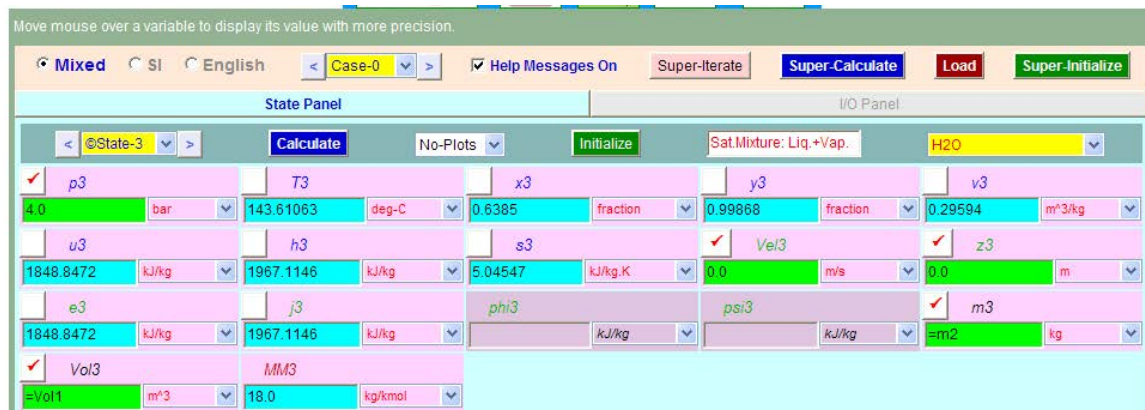 Move mouse over a variable to display its value with more precision.
Mixed SI English < Case-0 > Help Messages On Super-Iterate Super-Calculate Load Super-Initialize
State Panel I/O Panel
< ©State-3 > Calculate No-Plots Initialize Sat.Mixture: Liq.+Vap. H2O
p3 T3 x3 y3 v3
4.0 bar 143.61063 deg-C 0.6385 fraction 0.99868 fraction 0.29594 m^3/kg
u3 h3 s3 Vel3 z3
1848.8472 kJ/kg 1967.1146 kJ/kg 5.04547 kJ/kg.K 0.0 m/s 0.0 m
e3 j3 phi3 psi3 m3
1848.8472 kJ/kg 1967.1146 kJ/kg kJ/kg kJ/kg =m2 kg
Vol3 MM3
=Vol1 m^3 18.0 kg/kmol